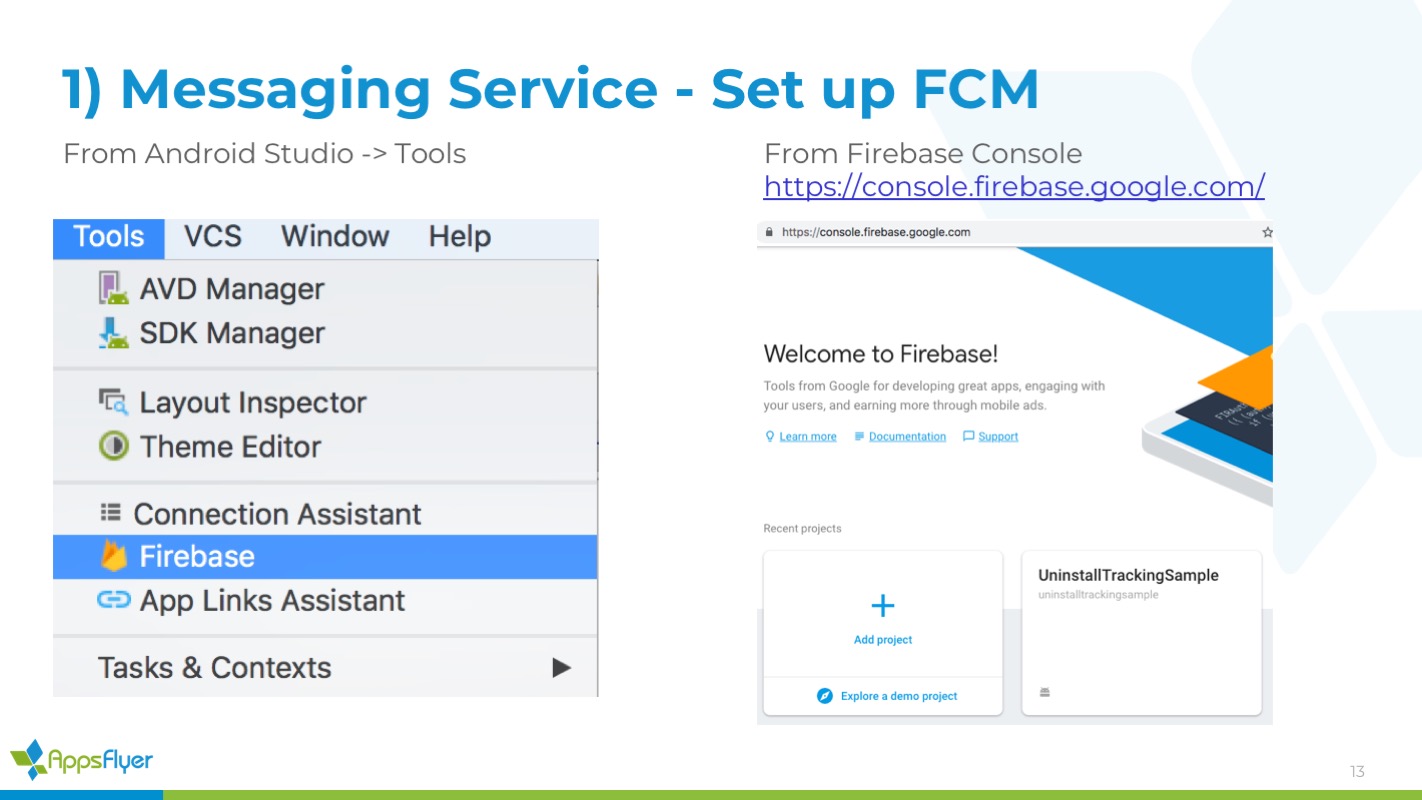 1) Messaging Service - Set up FCM
From Android Studio -> Tools
From Firebase Console
https://console.firebase.google.com/
Tools VCS Window Help
AVD Manager
SDK Manager
Layout Inspector
Theme Editor
Connection Assistant
Firebase
App Links Assistant
Tasks & Contexts
https://console.firebase.google.com
Welcome to Firebase!
Tools from Google for developing great apps, engaging with
your users, and earning more through mobile ads.
Learn more Documentation Support
Recent projects
Add project
Explore a demo project
UninstallTrackingSample
uninstalltrackingsample
AppsFlyer
13